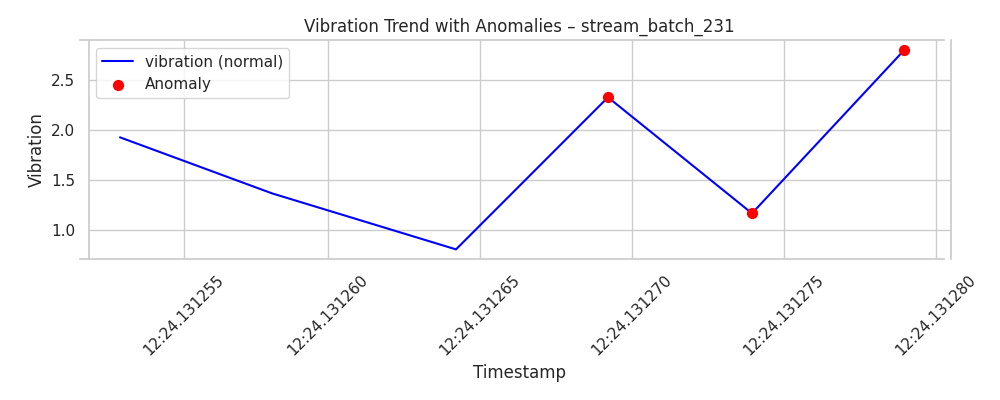 Vibration Trend with Anomalies – stream_batch_231
vibration (normal)
Anomaly
Vibration
2.5
2.0
1.5
1.0
12:24.131255
12:24.131260
12:24.131265
12:24.131270
12:24.131275
12:24.131280
Timestamp